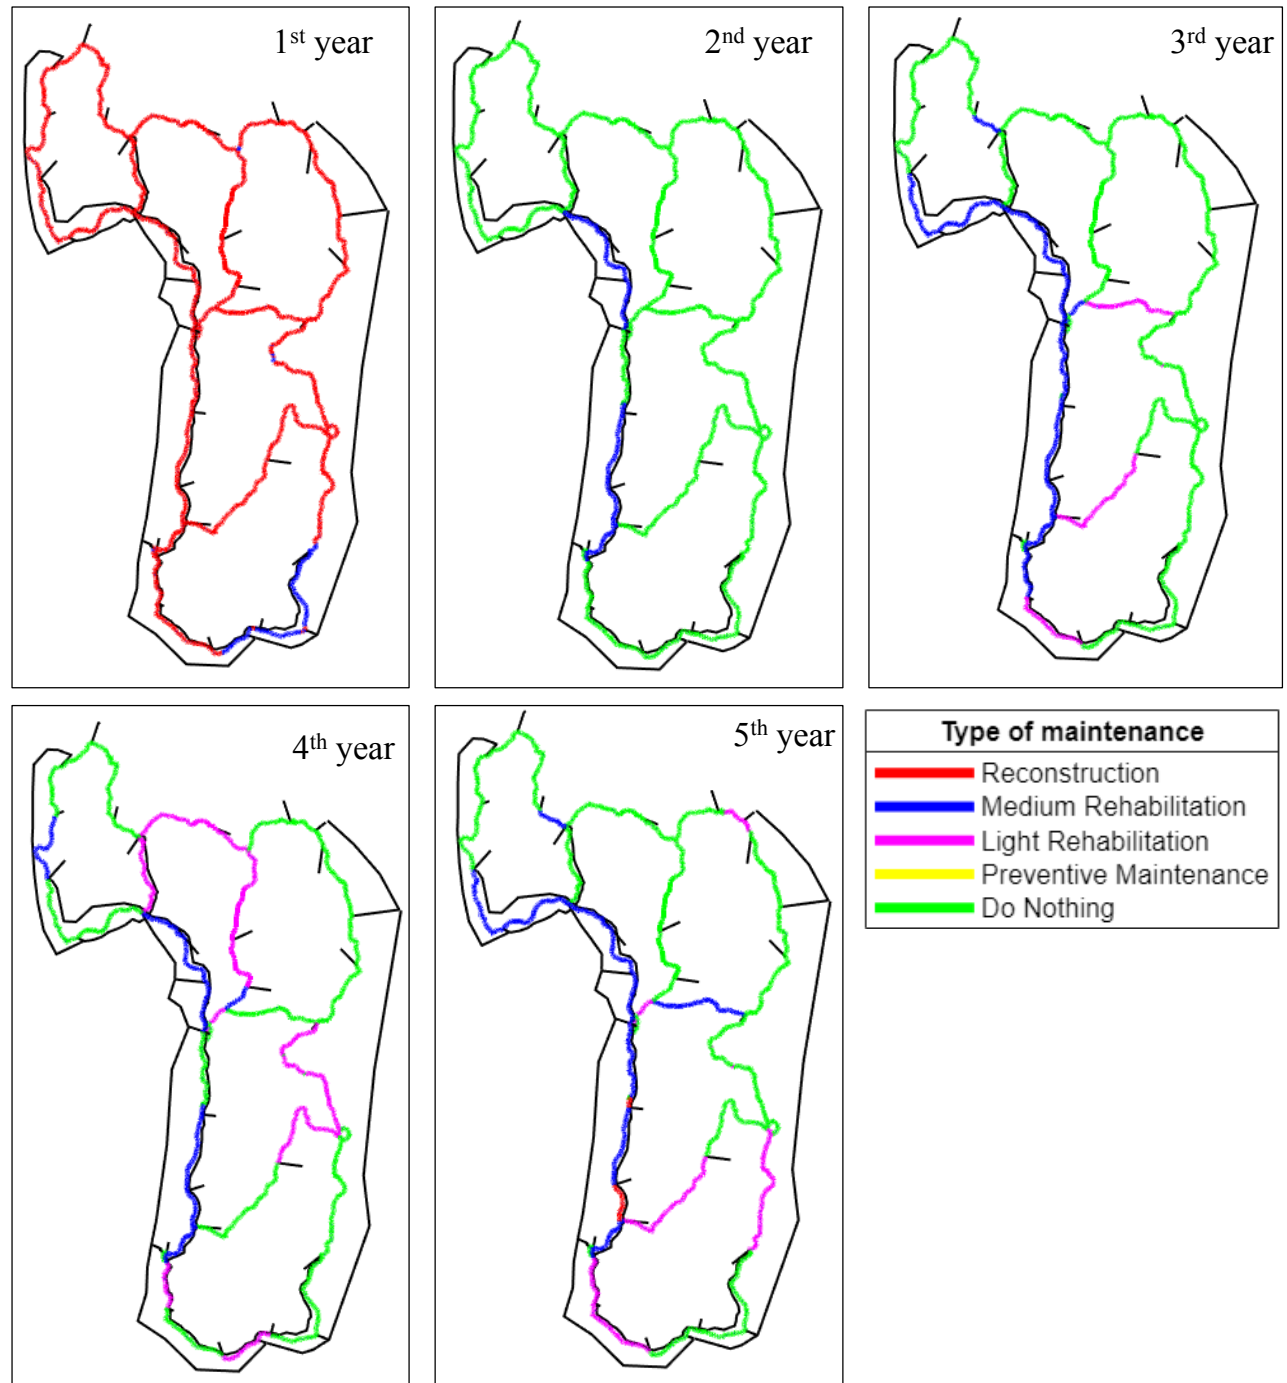 1st year
2nd year
3rd year
4th year
5th year
Type of maintenance
Reconstruction
Medium Rehabilitation
Light Rehabilitation
Preventive Maintenance
Do Nothing